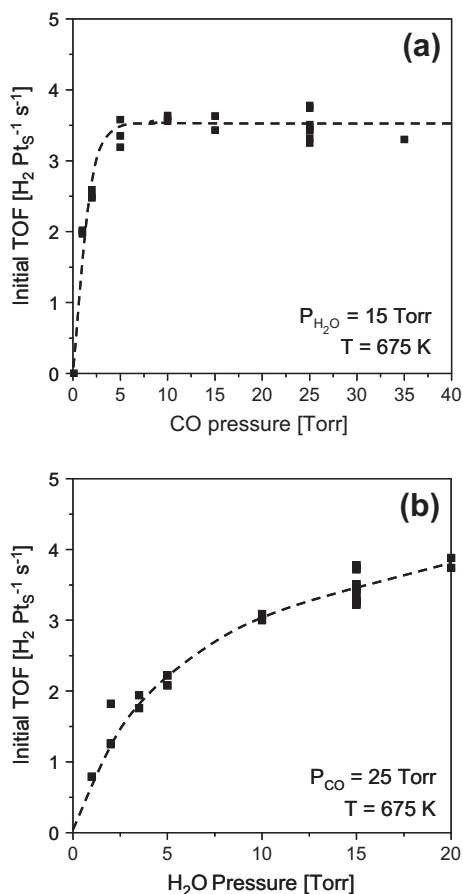 (a)
Initial TOF [H₂ Ptₛ⁻¹ s⁻¹]
5
4
3
2
1
0
P_H₂O = 15 Torr
T = 675 K
0 5 10 15 20 25 30 35 40
CO pressure [Torr]
(b)
Initial TOF [H₂ Ptₛ⁻¹ s⁻¹]
5
4
3
2
1
0
P_CO = 25 Torr
T = 675 K
0 5 10 15 20
H₂O Pressure [Torr]